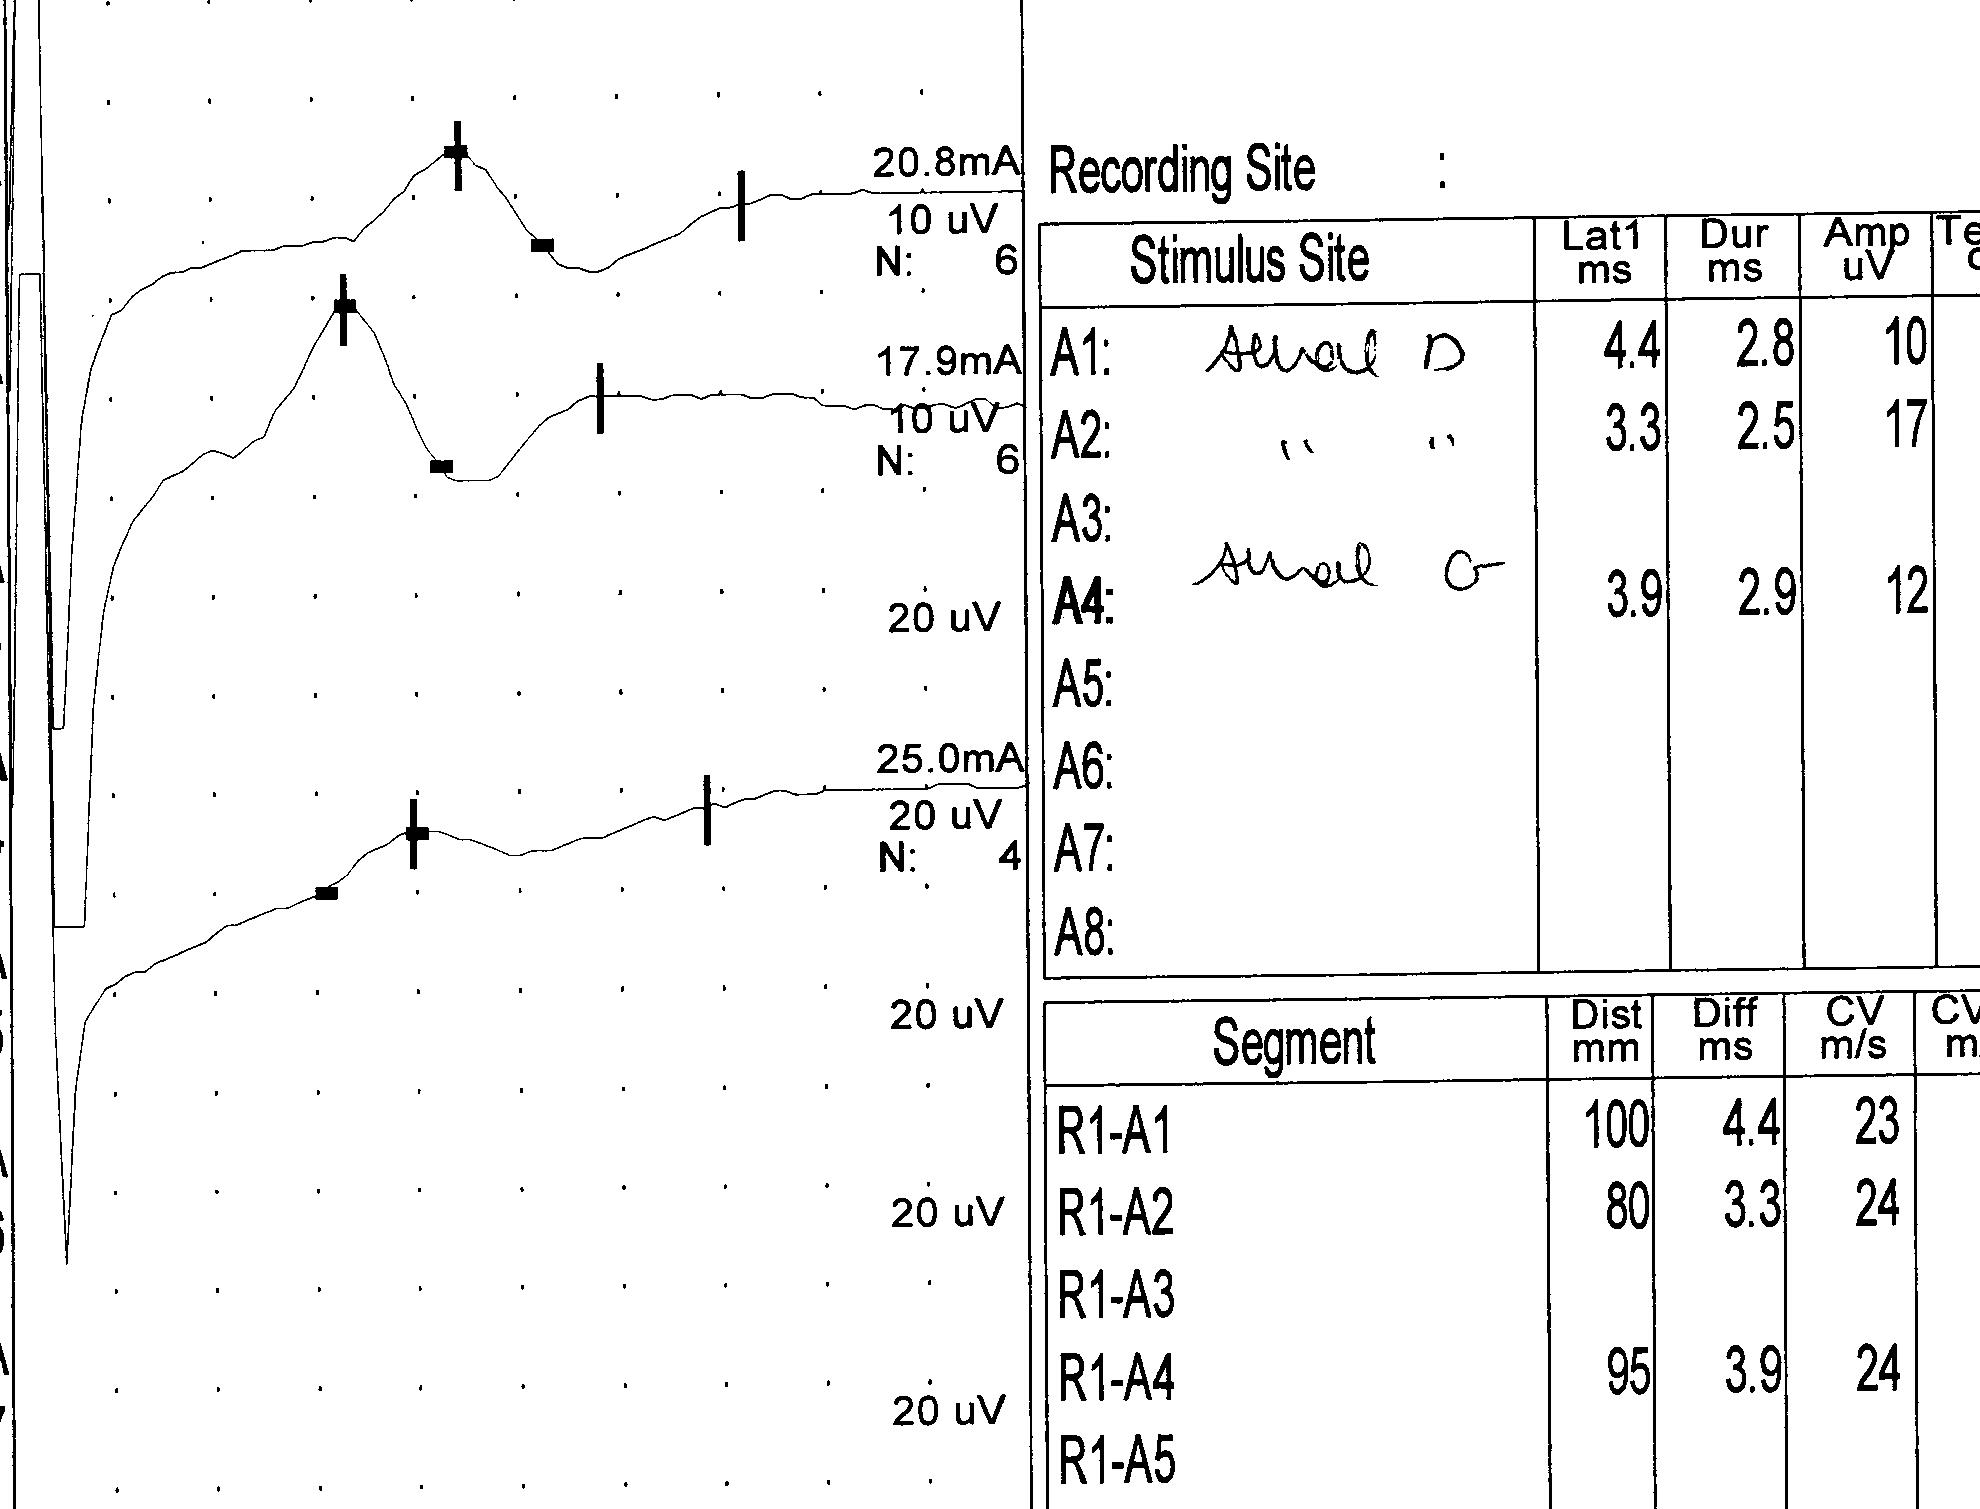 20.8mA
10 uV
N: 6
17.9mA
10 uV
N: 6
20 uV
25.0mA
20 uV
N: 4
20 uV
20 uV
20 uV
Recording Site :
Stimulus Site Lat1 ms Dur ms Amp uV
A1: sural D 4.4 2.8 10
A2: " " 3.3 2.5 17
A3:
A4: sural G 3.9 2.9 12
A5:
A6:
A7:
A8:
Segment Dist mm Diff ms CV m/s CV
R1-A1 100 4.4 23
R1-A2 80 3.3 24
R1-A3
R1-A4 95 3.9 24
R1-A5